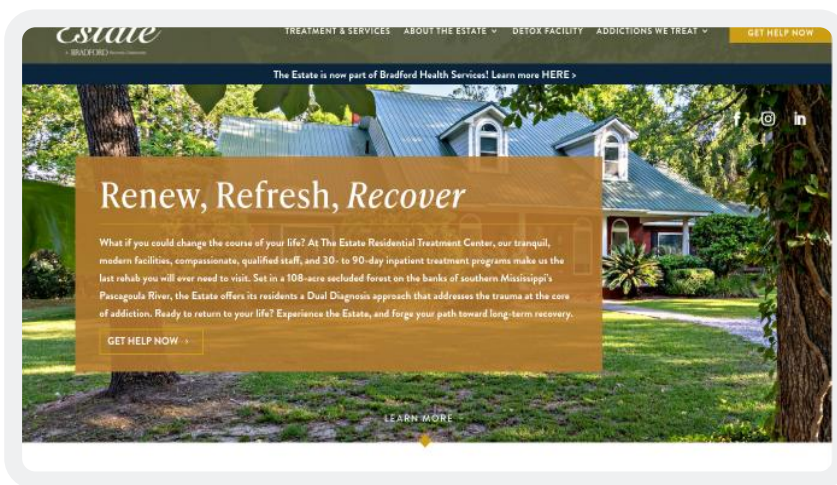 Estate
BRADFORD
TREATMENT & SERVICES ABOUT THE ESTATE DETOX FACILITY ADDICTIONS WE TREAT GET HELP NOW
The Estate is now part of Bradford Health Services! Learn more HERE >
f in
Renew, Refresh, Recover
What if you could change the course of your life? At The Estate Residential Treatment Center, our tranquil,
modern facilities, compassionate, qualified staff, and 30- to 90-day inpatient treatment programs make us the
last rehab you will ever need to visit. Set in a 108-acre secluded forest on the banks of southern Mississippi's
Pascagoula River, the Estate offers its residents a Dual Diagnosis approach that addresses the trauma at the core
of addiction. Ready to return to your life? Experience the Estate, and forge your path toward long-term recovery.
GET HELP NOW ›
LEARN MORE